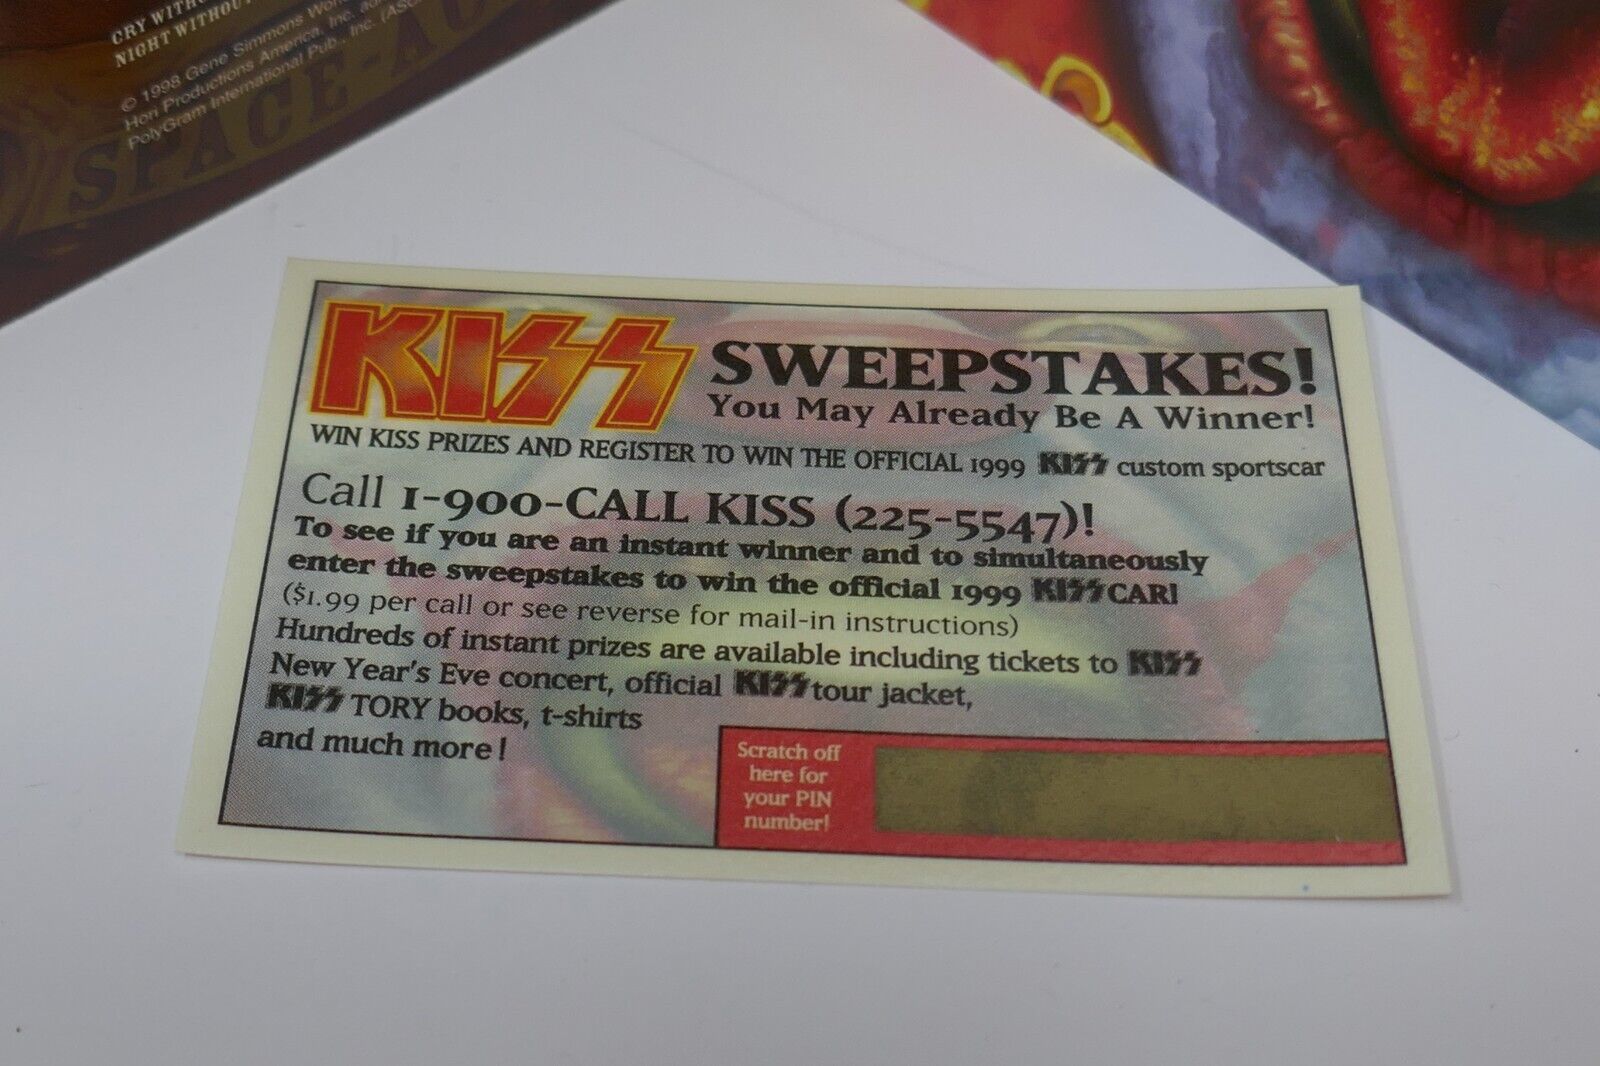 CRY WITHO
NIGHT WITHOUT
© 1998 Gene Simmons Wor
Hori Productions America, Inc. ad
PolyGram International Pub., Inc. (ASC
SPACE-A
KISS SWEEPSTAKES!
You May Already Be A Winner!
WIN KISS PRIZES AND REGISTER TO WIN THE OFFICIAL 1999 KISS custom sportscar
Call 1-900-CALL KISS (225-5547)!
To see if you are an instant winner and to simultaneously
enter the sweepstakes to win the official 1999 KISS CAR!
($1.99 per call or see reverse for mail-in instructions)
Hundreds of instant prizes are available including tickets to KISS
New Year's Eve concert, official KISS tour jacket,
KISS TORY books, t-shirts
and much more!
Scratch off
here for
your PIN
number!